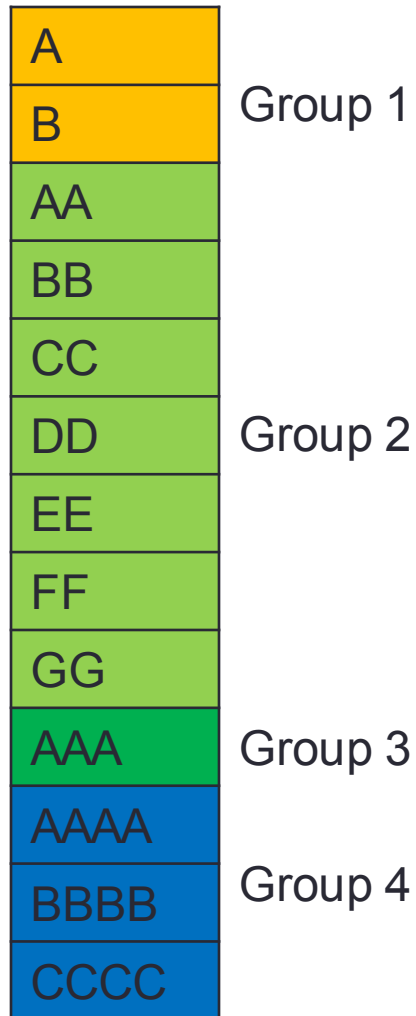 A
B
Group 1
AA
BB
CC
DD
EE
FF
GG
Group 2
AAA
Group 3
AAAA
BBBB
CCCC
Group 4